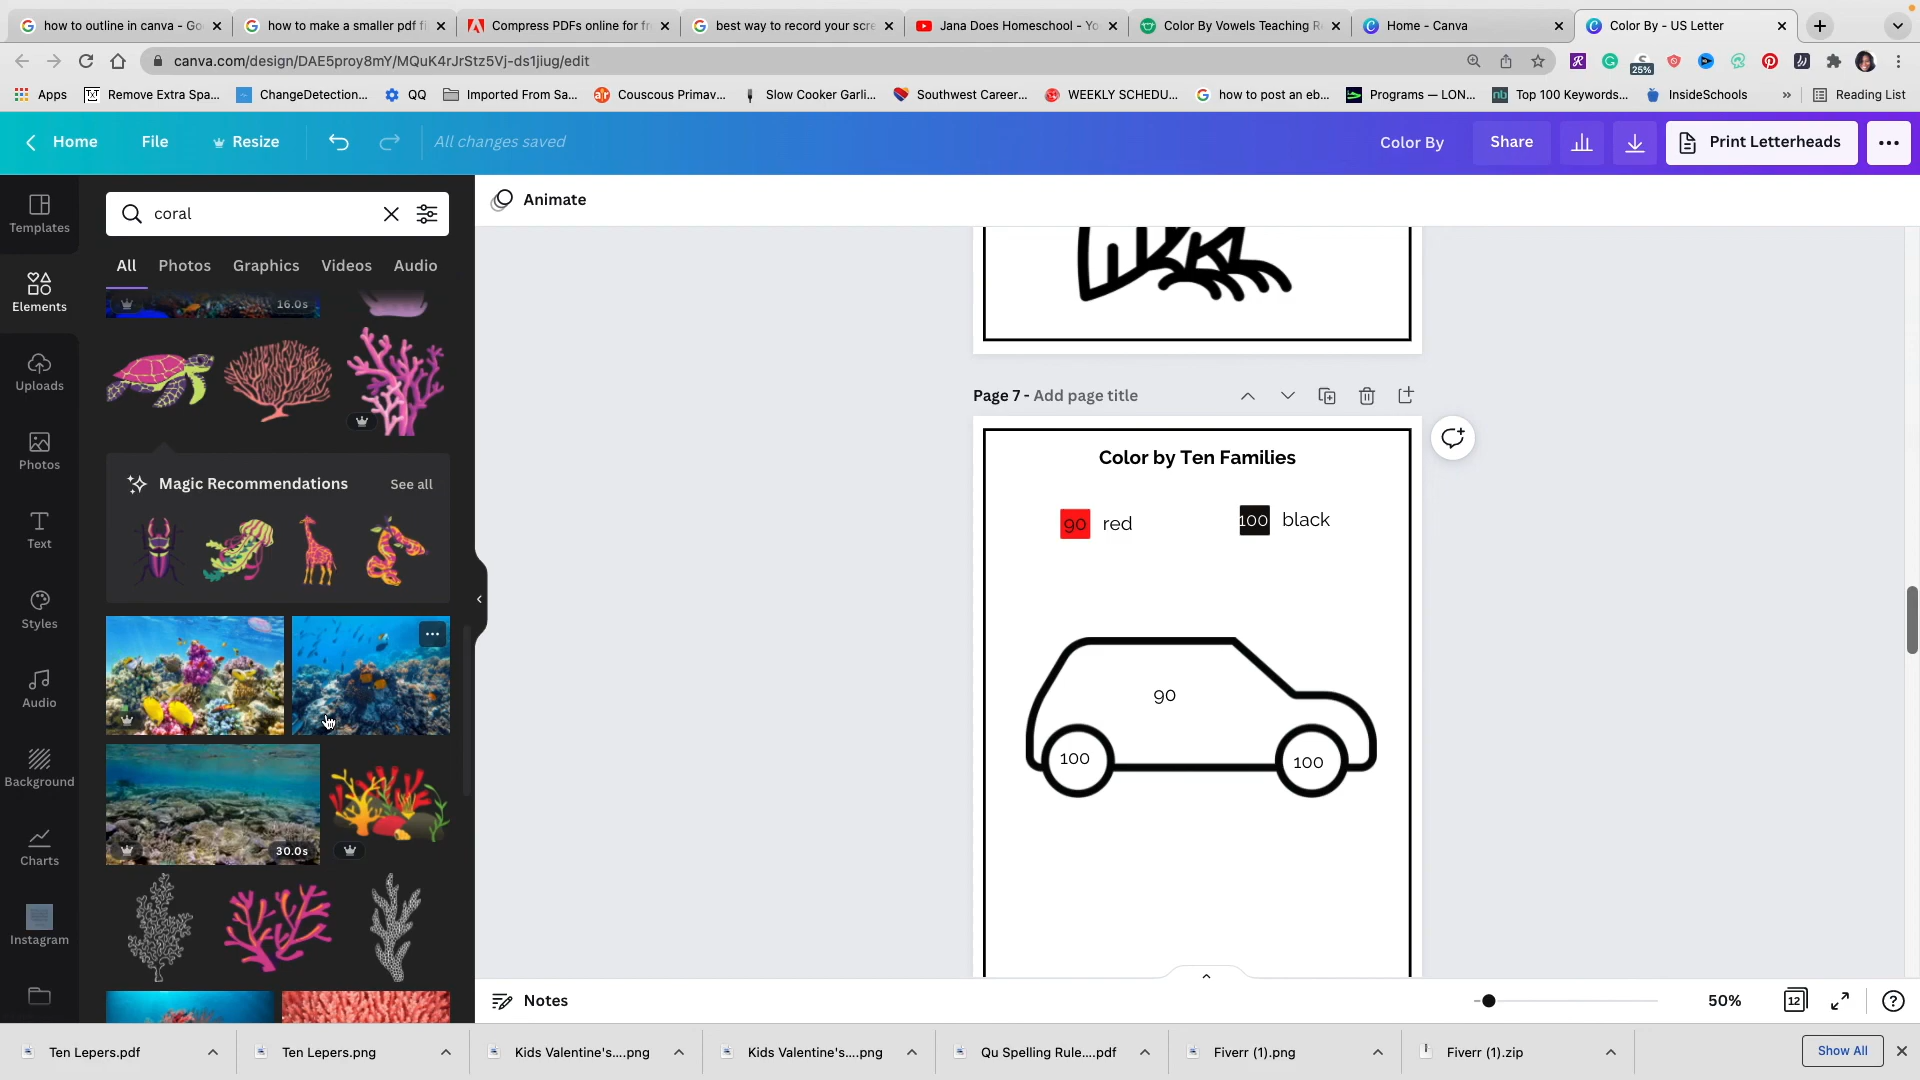 how to outline in canva - Go
how to make a smaller pdf fi
Compress PDFs online for fr
best way to record your scre
Jana Does Homeschool - Yo
Color By Vowels Teaching R
Home - Canva
Color By - US Letter
canva.com/design/DAE5proy8mY/MQuK4rJrStz5Vj-ds1jiug/edit
25%
Apps
Remove Extra Spa...
ChangeDetection...
QQ
Imported From Sa...
Couscous Primav...
Slow Cooker Garli...
Southwest Career...
WEEKLY SCHEDU...
how to post an eb...
Programs — LON...
Top 100 Keywords...
InsideSchools
»
Reading List
Home
File
Resize
All changes saved
Color By
Share
Print Letterheads
Templates
Elements
Uploads
Photos
Text
Styles
Audio
Background
Charts
Instagram
coral
All
Photos
Graphics
Videos
Audio
16.0s
Magic Recommendations
See all
30.0s
Animate
Page 7 - Add page title
Color by Ten Families
90 red
100 black
90
100
100
Notes
50%
12
Ten Lepers.pdf
Ten Lepers.png
Kids Valentine's....png
Kids Valentine's....png
Qu Spelling Rule....pdf
Fiverr (1).png
Fiverr (1).zip
Show All